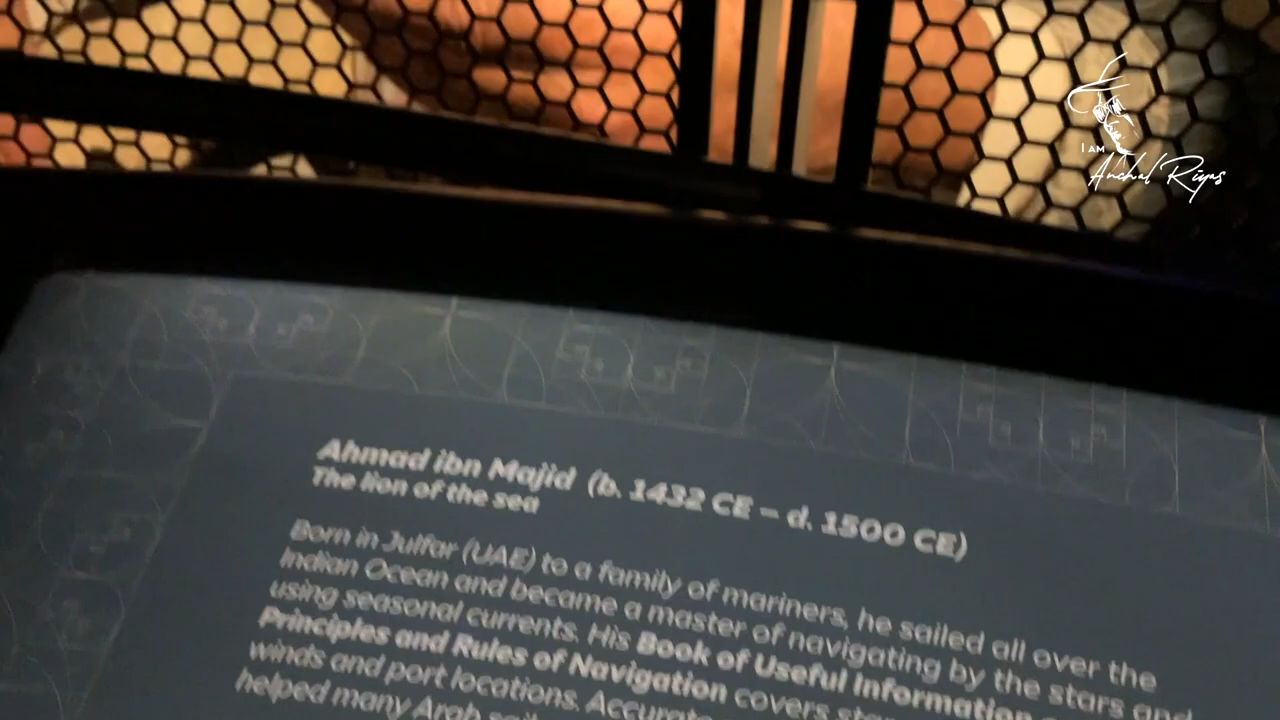 I AM
Anchal Riyas
Ahmad ibn Majid (b. 1432 CE – d. 1500 CE)
The lion of the sea
Born in Julfar (UAE) to a family of mariners, he sailed all over the
Indian Ocean and became a master of navigating by the stars and
using seasonal currents. His Book of Useful Information
Principles and Rules of Navigation covers
winds and port locations.
helped many Arab